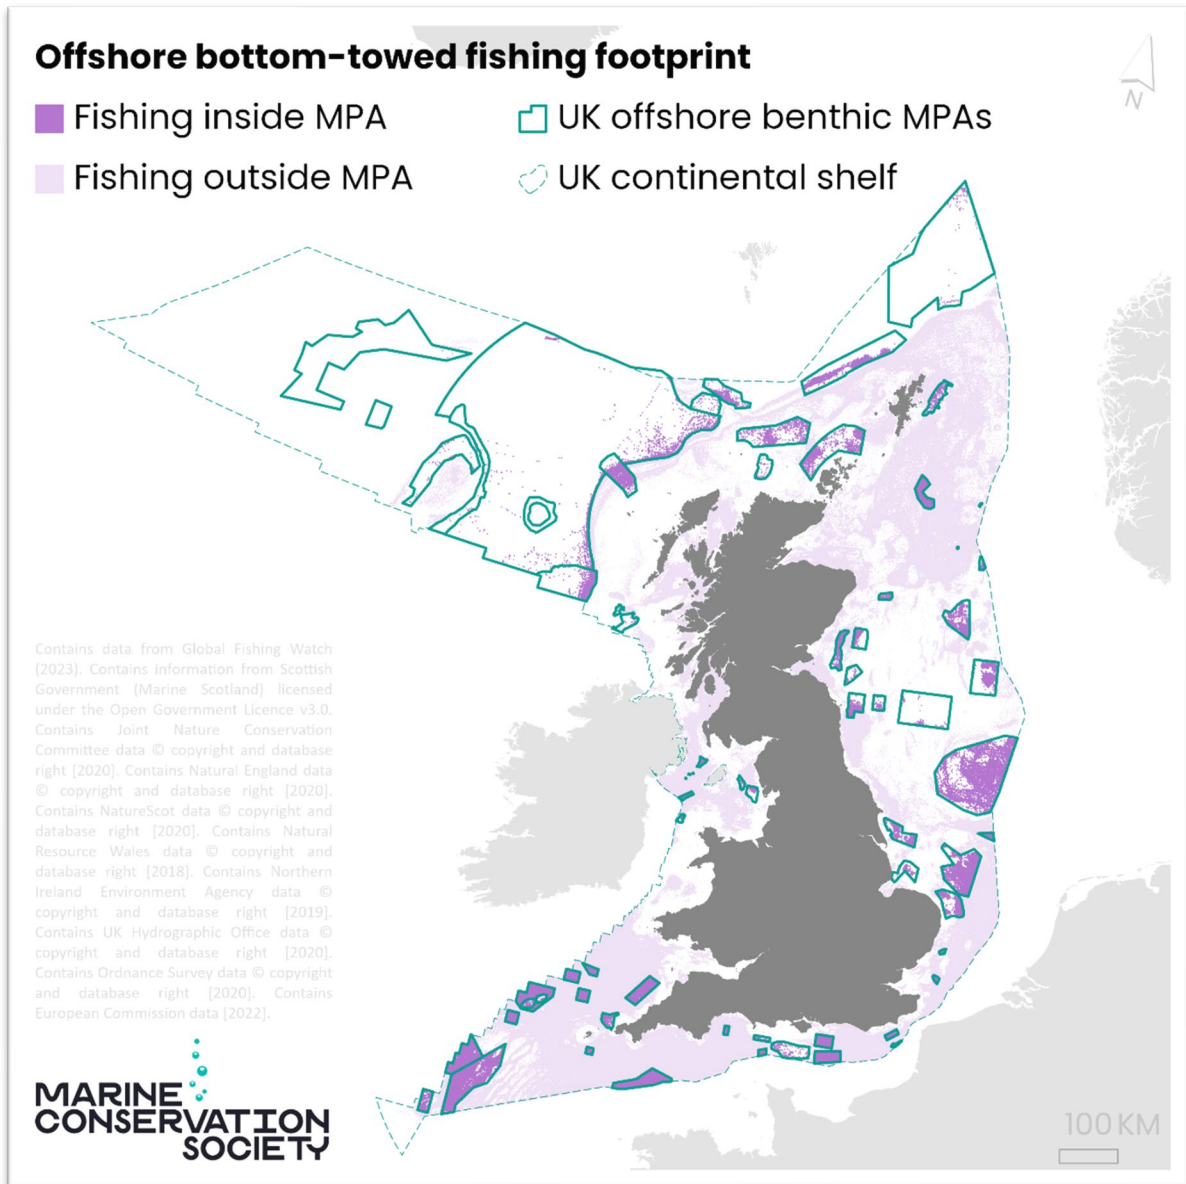 Offshore bottom-towed fishing footprint
Fishing inside MPA
UK offshore benthic MPAs
Fishing outside MPA
UK continental shelf
N
Contains data from Global Fishing Watch
(2023). Contains information from Scottish
Government (Marine Scotland) licensed
under the Open Government Licence v3.0.
Contains Joint Nature Conservation
Committee data © copyright and database
right [2020]. Contains Natural England data
© copyright and database right [2020].
Contains NatureScot data © copyright and
database right [2020]. Contains Natural
Resource Wales data © copyright and
database right [2018]. Contains Northern
Ireland Environment Agency data ©
copyright and database right [2019].
Contains UK Hydrographic Office data ©
copyright and database right [2020].
Contains Ordnance Survey data © copyright
and database right [2020]. Contains
European Commission data [2022].
MARINE
CONSERVATION
SOCIETY
100 KM